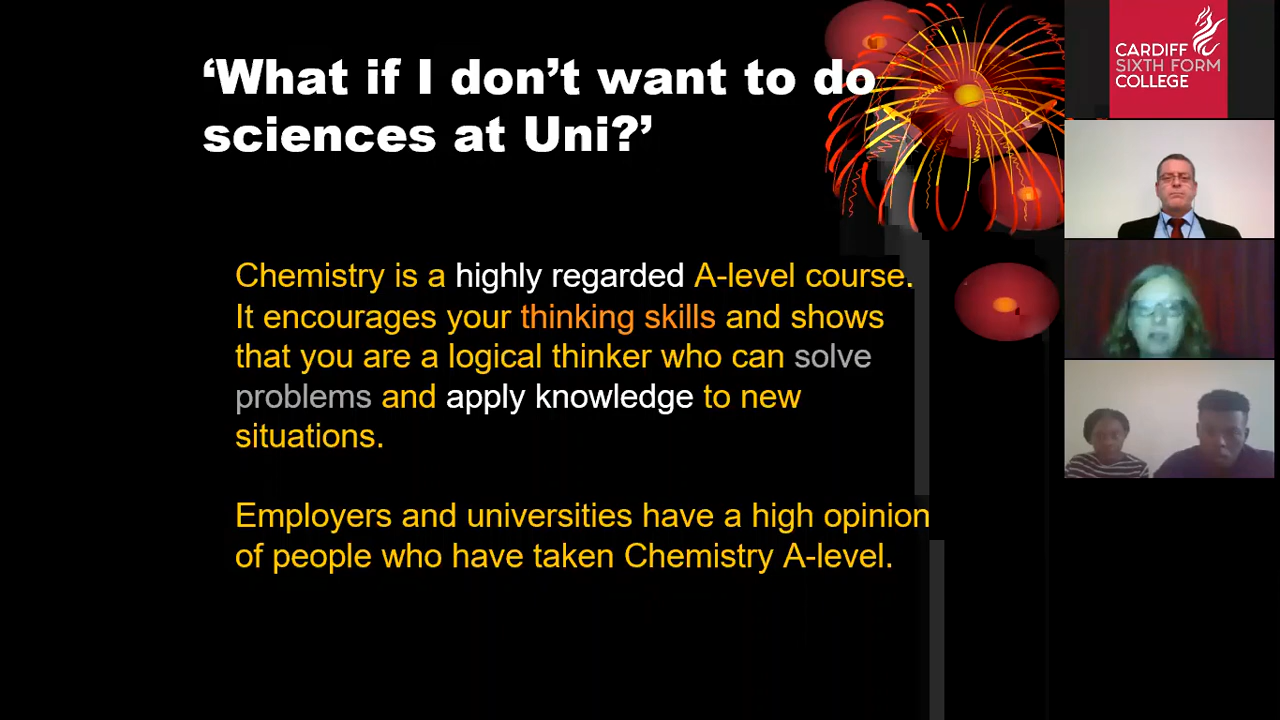 ‘What if I don’t want to do
sciences at Uni?’
Chemistry is a highly regarded A-level course.
It encourages your thinking skills and shows
that you are a logical thinker who can solve
problems and apply knowledge to new
situations.
Employers and universities have a high opinion
of people who have taken Chemistry A-level.
CARDIFF
SIXTH FORM
COLLEGE